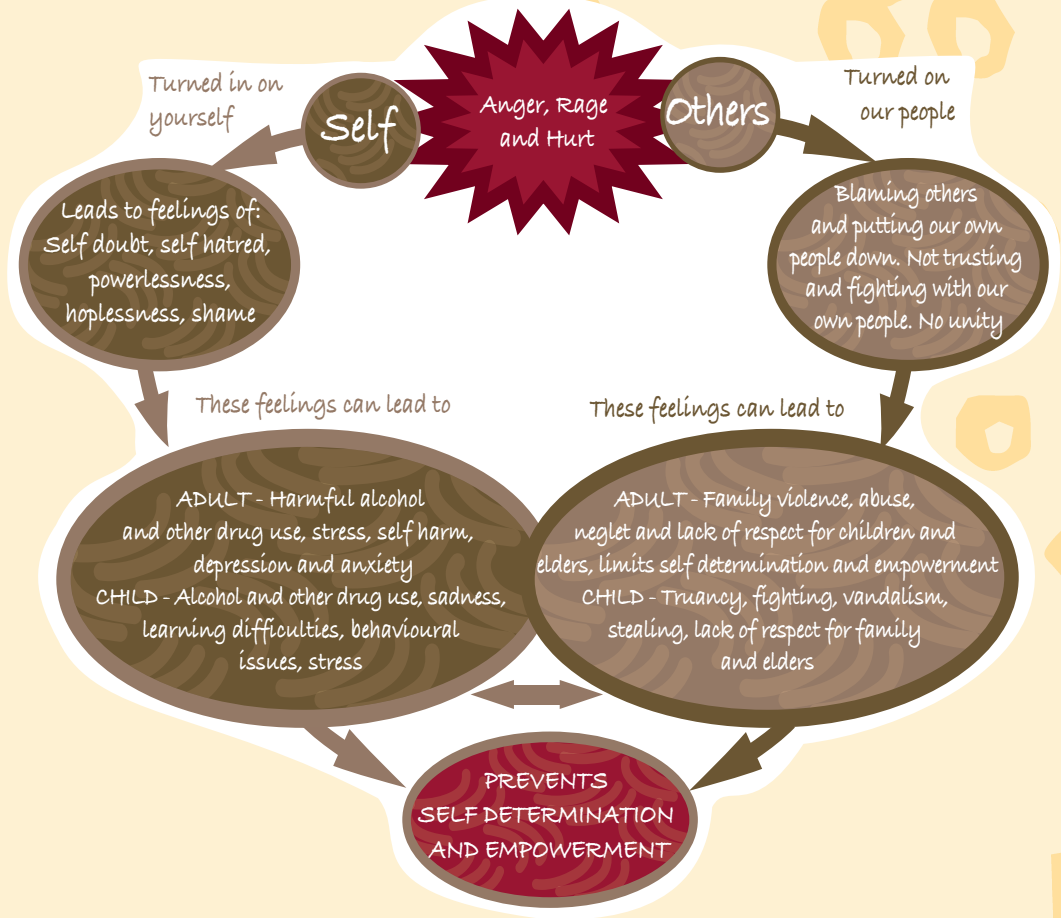 Anger, Rage
and Hurt
Self
Others
Turned in on
yourself
Turned on
our people
Leads to feelings of:
Self doubt, self hatred,
powerlessness,
hoplessness, shame
Blaming others
and putting our own
people down. Not trusting
and fighting with our
own people. No unity
These feelings can lead to
These feelings can lead to
ADULT - Harmful alcohol
and other drug use, stress, self harm,
depression and anxiety
CHILD - Alcohol and other drug use, sadness,
learning difficulties, behavioural
issues, stress
ADULT - Family violence, abuse,
neglet and lack of respect for children and
elders, limits self determination and empowerment
CHILD - Truancy, fighting, vandalism,
stealing, lack of respect for family
and elders
PREVENTS
SELF DETERMINATION
AND EMPOWERMENT